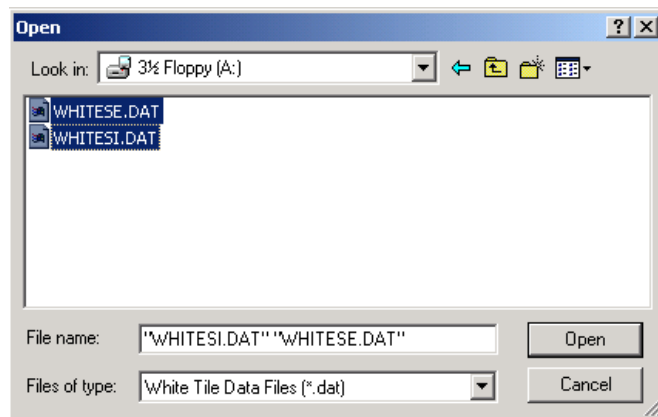 Open
Look in: 3½ Floppy (A:)
WHITESE.DAT
WHITESI.DAT
File name: "WHITESI.DAT" "WHITESE.DAT" Open
Files of type: White Tile Data Files (*.dat) Cancel